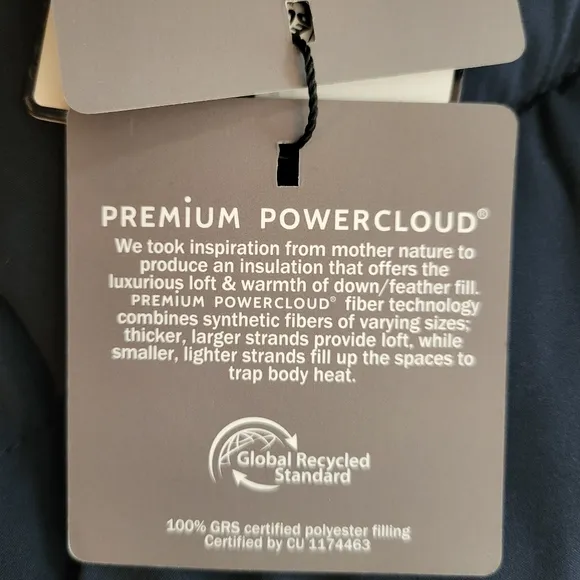 PREMiUM POWERCLOUD®
We took inspiration from mother nature to
produce an insulation that offers the
luxurious loft & warmth of down/feather fill.
PREMiUM POWERCLOUD® fiber technology
combines synthetic fibers of varying sizes;
thicker, larger strands provide loft, while
smaller, lighter strands fill up the spaces to
trap body heat.
Global Recycled
Standard
100% GRS certified polyester filling
Certified by CU 1174463